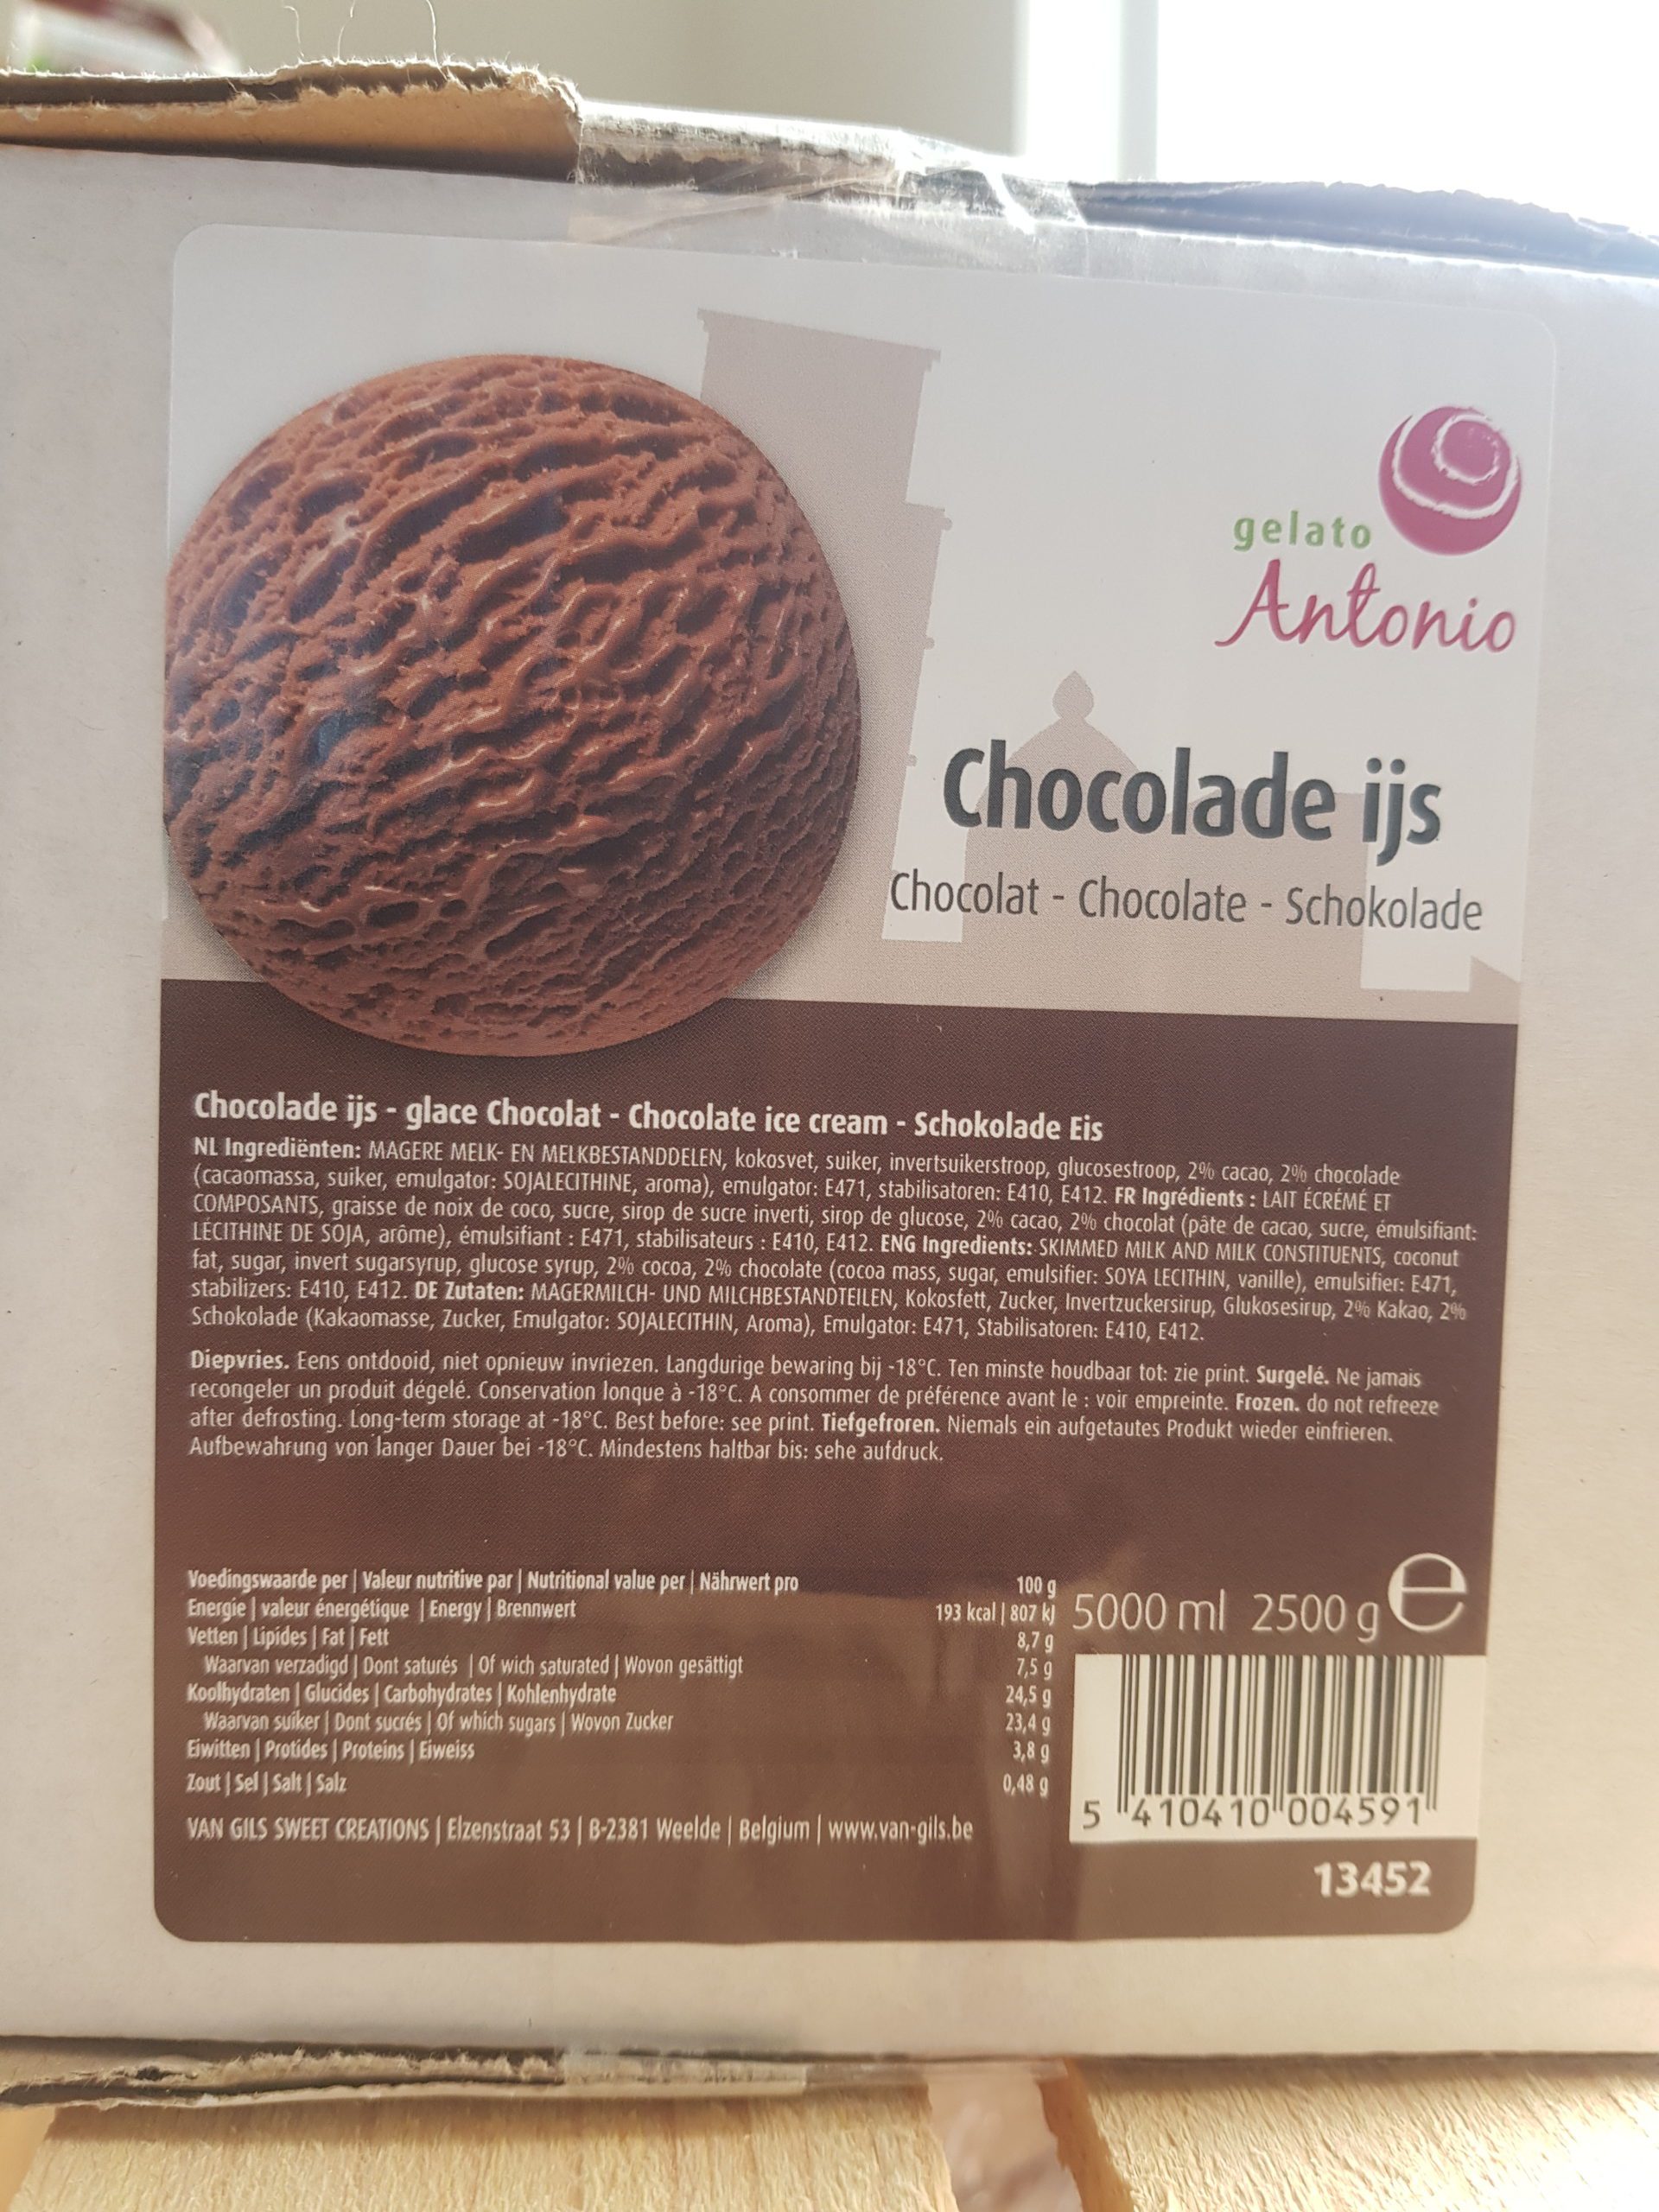 gelato
Antonio
Chocolade ijs
Chocolat - Chocolate - Schokolade
Chocolade ijs - glace Chocolat - Chocolate ice cream - Schokolade Eis
NL Ingrediënten: MAGERE MELK- EN MELKBESTANDDELEN, kokosvet, suiker, invertsuikerstroop, glucosestroop, 2% cacao, 2% chocolade
(cacaomassa, suiker, emulgator: SOJALECITHINE, aroma), emulgator: E471, stabilisatoren: E410, E412. FR Ingrédients : LAIT ÉCRÉMÉ ET
COMPOSANTS, graisse de noix de coco, sucre, sirop de sucre inverti, sirop de glucose, 2% cacao, 2% chocolat (pâte de cacao, sucre, émulsifiant:
LÉCITHINE DE SOJA, arôme), émulsifiant : E471, stabilisateurs : E410, E412. ENG Ingredients: SKIMMED MILK AND MILK CONSTITUENTS, coconut
fat, sugar, invert sugarsyrup, glucose syrup, 2% cocoa, 2% chocolate (cocoa mass, sugar, emulsifier: SOYA LECITHIN, vanille), emulsifier: E471,
stabilizers: E410, E412. DE Zutaten: MAGERMILCH- UND MILCHBESTANDTEILEN, Kokosfett, Zucker, Invertzuckersirup, Glukosesirup, 2% Kakao, 2%
Schokolade (Kakaomasse, Zucker, Emulgator: SOJALECITHIN, Aroma), Emulgator: E471, Stabilisatoren: E410, E412.
Diepvries. Eens ontdooid, niet opnieuw invriezen. Langdurige bewaring bij -18°C. Ten minste houdbaar tot: zie print. Surgelé. Ne jamais
recongeler un produit dégelé. Conservation lonque à -18°C. A consommer de préférence avant le : voir empreinte. Frozen. do not refreeze
after defrosting. Long-term storage at -18°C. Best before: see print. Tiefgefroren. Niemals ein aufgetautes Produkt wieder einfrieren.
Aufbewahrung von langer Dauer bei -18°C. Mindestens haltbar bis: sehe aufdruck.
Voedingswaarde per | Valeur nutritive par | Nutritional value per | Nährwert pro 100 g
Energie | valeur énergétique | Energy | Brennwert 193 kcal | 807 kJ
Vetten | Lipides | Fat | Fett 8,7 g
Waarvan verzadigd | Dont saturés | Of wich saturated | Wovon gesättigt 7,5 g
Koolhydraten | Glucides | Carbohydrates | Kohlenhydrate 24,5 g
Waarvan suiker | Dont sucrés | Of which sugars | Wovon Zucker 23,4 g
Eiwitten | Protides | Proteins | Eiweiss 3,8 g
Zout | Sel | Salt | Salz 0,48 g
VAN GILS SWEET CREATIONS | Elzenstraat 53 | B-2381 Weelde | Belgium | www.van-gils.be
5000 ml 2500 g e
5 410410 004591
13452